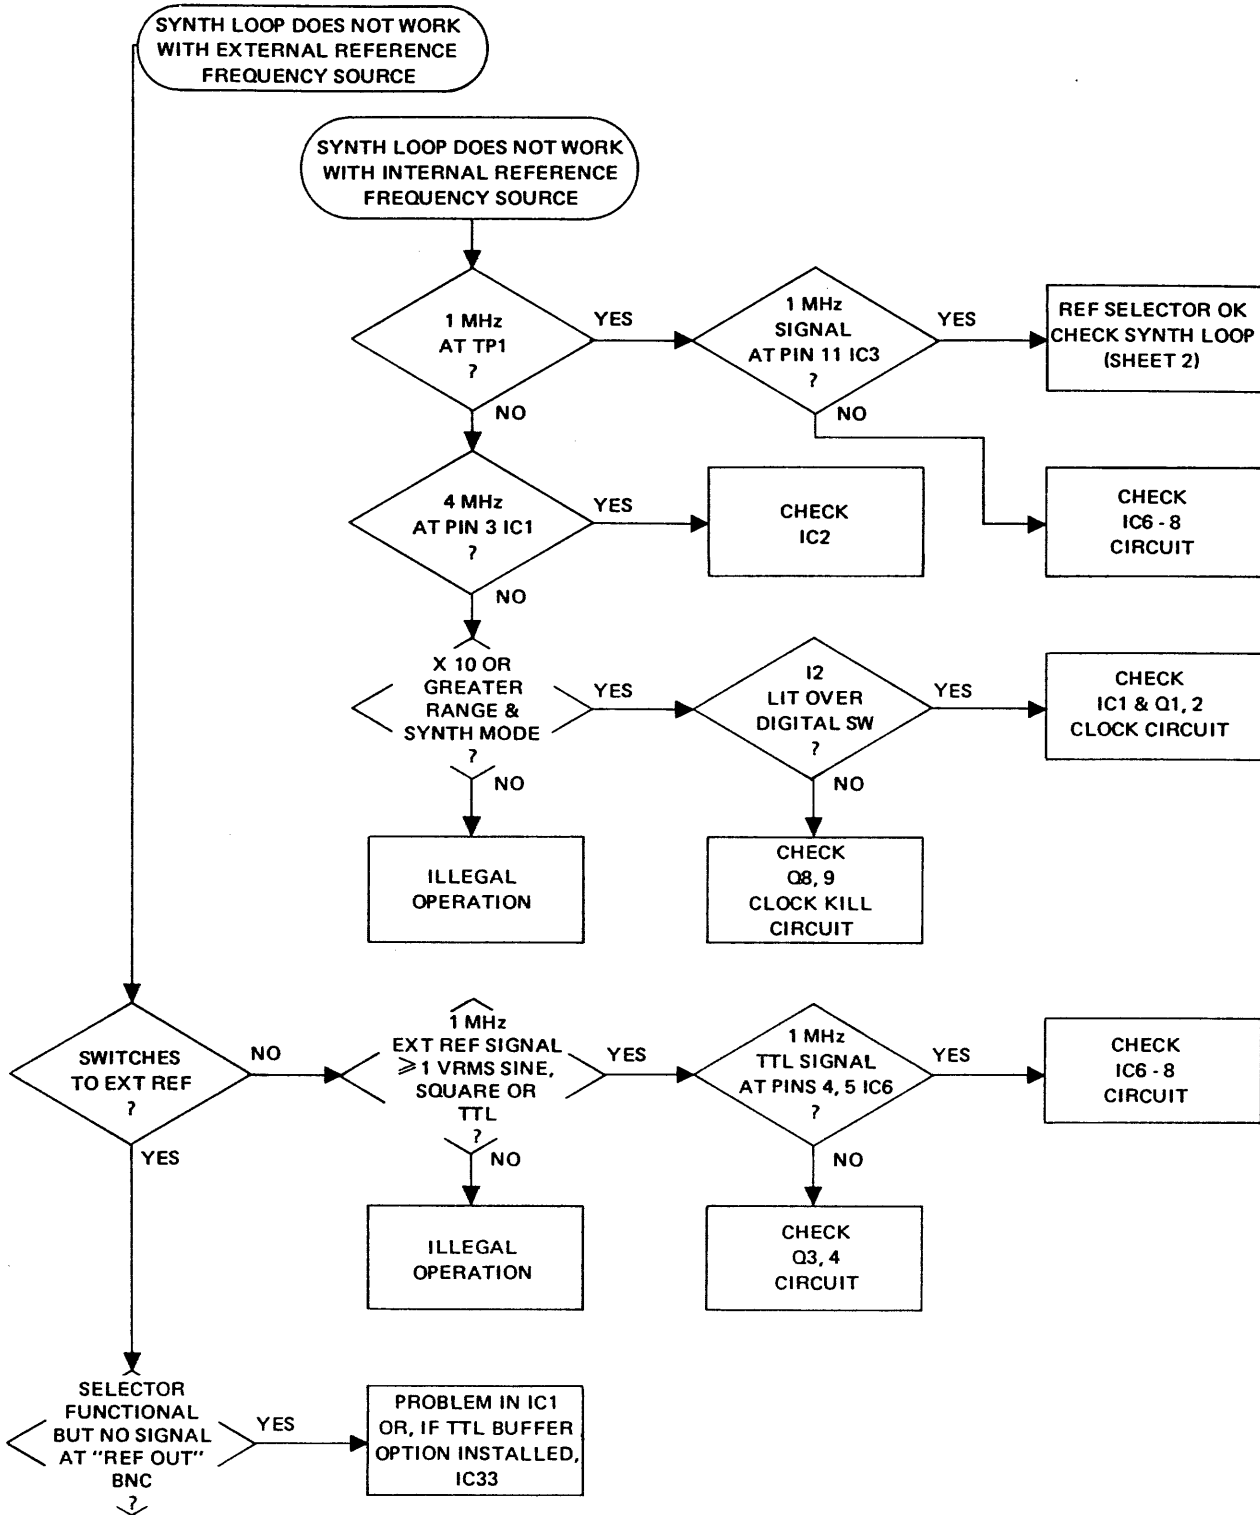 SYNTH LOOP DOES NOT WORK
WITH EXTERNAL REFERENCE
FREQUENCY SOURCE
SYNTH LOOP DOES NOT WORK
WITH INTERNAL REFERENCE
FREQUENCY SOURCE
1 MHz
AT TP1
?
YES
NO
1 MHz
SIGNAL
AT PIN 11 IC3
?
YES
NO
REF SELECTOR OK
CHECK SYNTH LOOP
(SHEET 2)
4 MHz
AT PIN 3 IC1
?
YES
NO
CHECK
IC2
CHECK
IC6 - 8
CIRCUIT
X 10 OR
GREATER
RANGE &
SYNTH MODE
?
YES
NO
I2
LIT OVER
DIGITAL SW
?
YES
NO
CHECK
IC1 & Q1, 2
CLOCK CIRCUIT
ILLEGAL
OPERATION
CHECK
Q8, 9
CLOCK KILL
CIRCUIT
SWITCHES
TO EXT REF
?
NO
YES
1 MHz
EXT REF SIGNAL
⩾1 VRMS SINE,
SQUARE OR
TTL
?
YES
NO
1 MHz
TTL SIGNAL
AT PINS 4, 5 IC6
?
YES
NO
CHECK
IC6 - 8
CIRCUIT
ILLEGAL
OPERATION
CHECK
Q3, 4
CIRCUIT
SELECTOR
FUNCTIONAL
BUT NO SIGNAL
AT "REF OUT"
BNC
?
YES
PROBLEM IN IC1
OR, IF TTL BUFFER
OPTION INSTALLED,
IC33